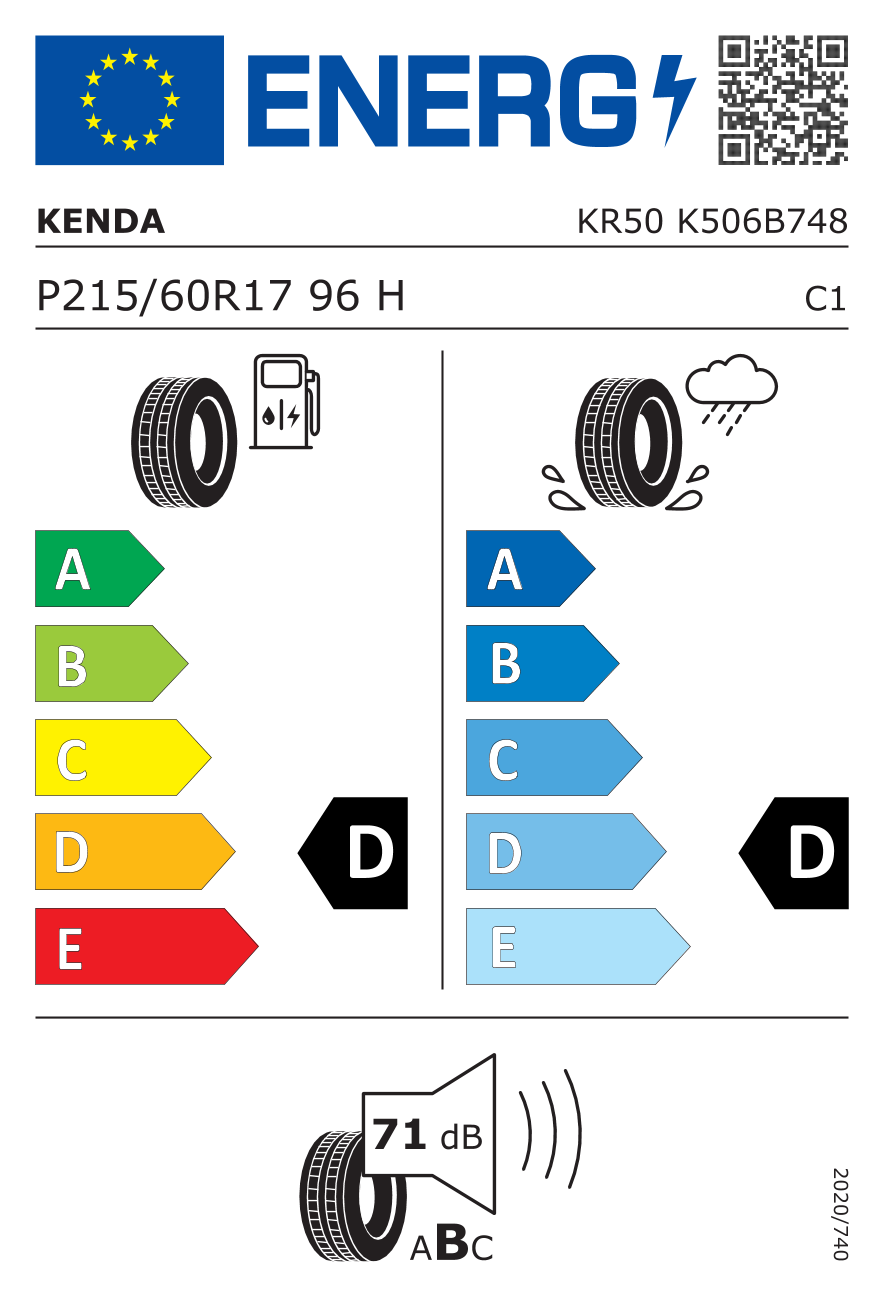 ENERG
KENDA KR50 K506B748
P215/60R17 96 H C1
A A
B B
C C
D D D D
E E
71 dB
ABC
2020/740